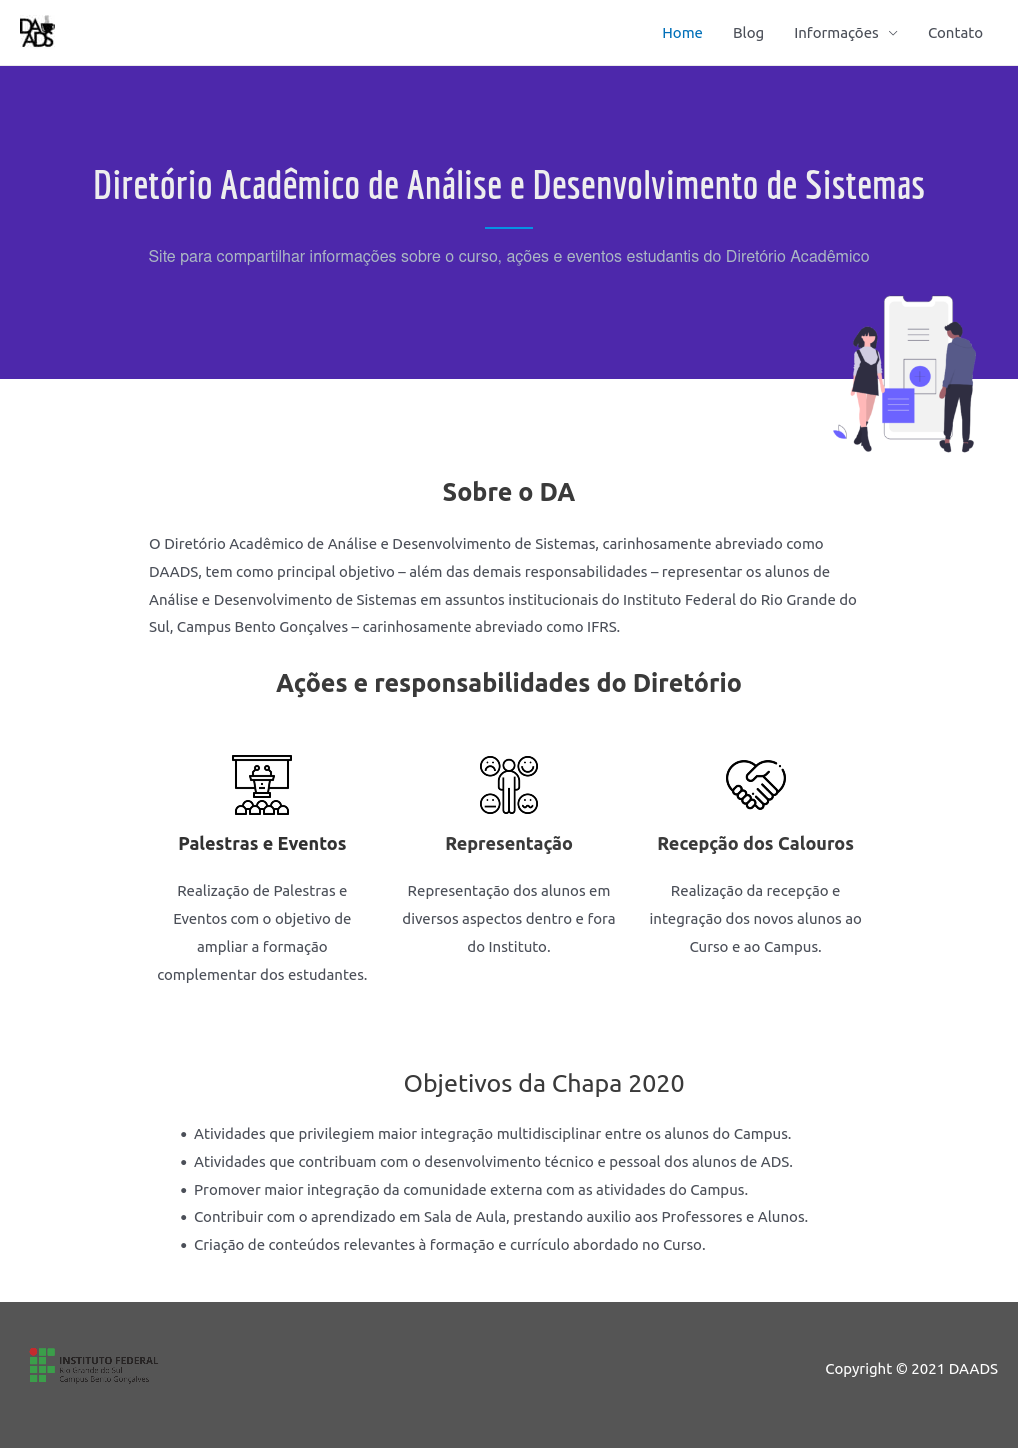 DA
ADS
Home
Blog
Informações
Contato
Diretório Acadêmico de Análise e Desenvolvimento de Sistemas
Site para compartilhar informações sobre o curso, ações e eventos estudantis do Diretório Acadêmico
Sobre o DA
O Diretório Acadêmico de Análise e Desenvolvimento de Sistemas, carinhosamente abreviado como
DAADS, tem como principal objetivo – além das demais responsabilidades – representar os alunos de
Análise e Desenvolvimento de Sistemas em assuntos institucionais do Instituto Federal do Rio Grande do
Sul, Campus Bento Gonçalves – carinhosamente abreviado como IFRS.
Ações e responsabilidades do Diretório
Palestras e Eventos
Realização de Palestras e
Eventos com o objetivo de
ampliar a formação
complementar dos estudantes.
Representação
Representação dos alunos em
diversos aspectos dentro e fora
do Instituto.
Recepção dos Calouros
Realização da recepção e
integração dos novos alunos ao
Curso e ao Campus.
Objetivos da Chapa 2020
• Atividades que privilegiem maior integração multidisciplinar entre os alunos do Campus.
• Atividades que contribuam com o desenvolvimento técnico e pessoal dos alunos de ADS.
• Promover maior integração da comunidade externa com as atividades do Campus.
• Contribuir com o aprendizado em Sala de Aula, prestando auxilio aos Professores e Alunos.
• Criação de conteúdos relevantes à formação e currículo abordado no Curso.
INSTITUTO FEDERAL
Rio Grande do Sul
Campus Bento Gonçalves
Copyright © 2021 DAADS